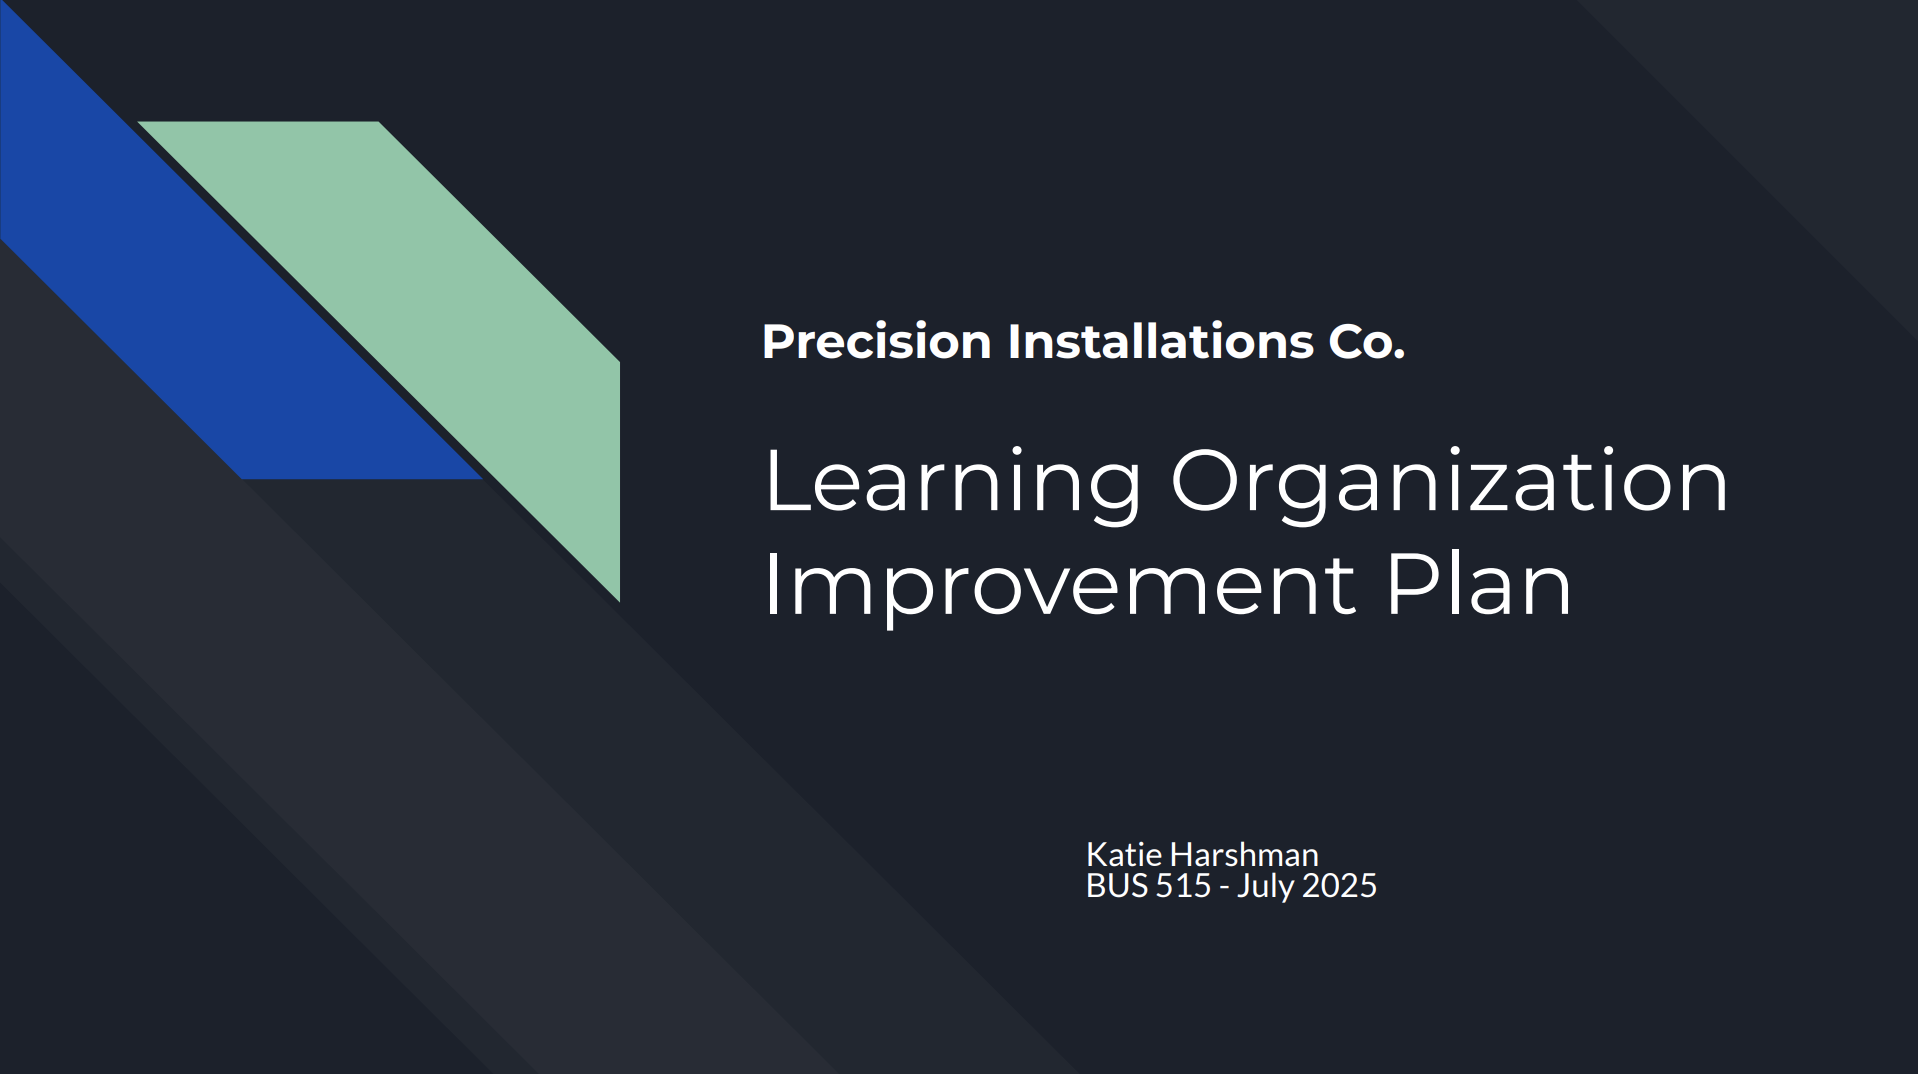 Precision Installations Co.
Learning Organization
Improvement Plan
Katie Harshman
BUS 515 - July 2025